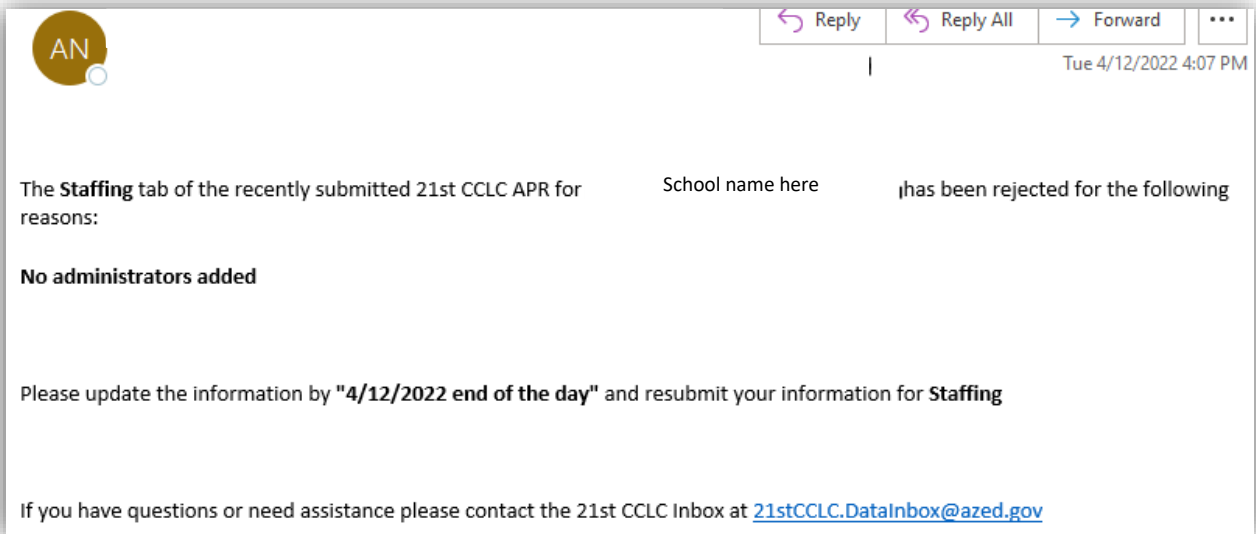 Reply
Reply All
Forward
...
AN
Tue 4/12/2022 4:07 PM
The Staffing tab of the recently submitted 21st CCLC APR for School name here has been rejected for the following
reasons:
No administrators added
Please update the information by "4/12/2022 end of the day" and resubmit your information for Staffing
If you have questions or need assistance please contact the 21st CCLC Inbox at 21stCCLC.DataInbox@azed.gov